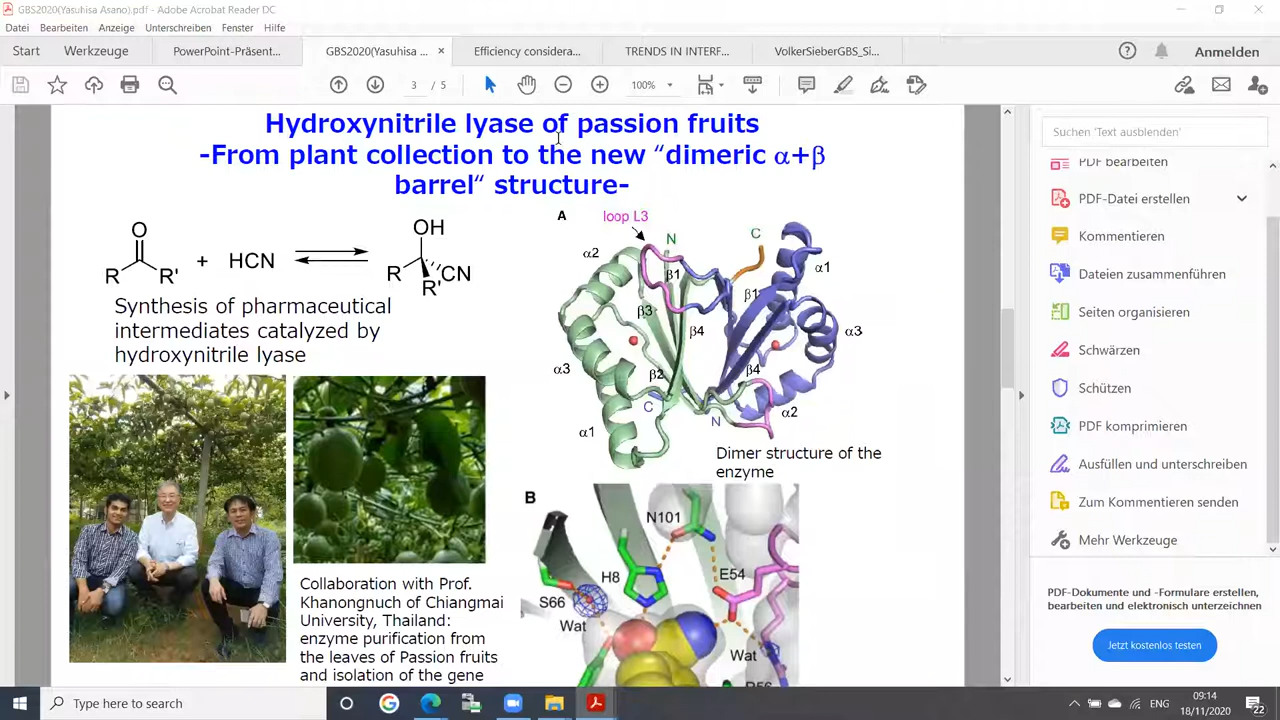 GBS2020(Yasuhisa Asano).pdf - Adobe Acrobat Reader DC
Datei Bearbeiten Anzeige Unterschreiben Fenster Hilfe
Start Werkzeuge PowerPoint-Präsent... GBS2020(Yasuhisa ... × Efficiency considera... TRENDS IN INTERF... VolkerSieberGBS_Si... Anmelden
3 / 5 100%
Hydroxynitrile lyase of passion fruits
-From plant collection to the new “dimeric α+β
barrel“ structure-
O
R R'
+ HCN
OH
R CN
R'
Synthesis of pharmaceutical
intermediates catalyzed by
hydroxynitrile lyase
A
loop L3
N C
α2 β1 α1
β1
β3
β4 α3
α3 β2 β4
C N α2
α1
Dimer structure of the
enzyme
B
N101
H8 E54
S66
Wat
Wat
Collaboration with Prof.
Khanongnuch of Chiangmai
University, Thailand:
enzyme purification from
the leaves of Passion fruits
and isolation of the gene
Suchen 'Text ausblenden'
PDF bearbeiten
PDF-Datei erstellen
Kommentieren
Dateien zusammenführen
Seiten organisieren
Schwärzen
Schützen
PDF komprimieren
Ausfüllen und unterschreiben
Zum Kommentieren senden
Mehr Werkzeuge
PDF-Dokumente und -Formulare erstellen,
bearbeiten und elektronisch unterzeichnen
Jetzt kostenlos testen
Type here to search
ENG
09:14
18/11/2020
22